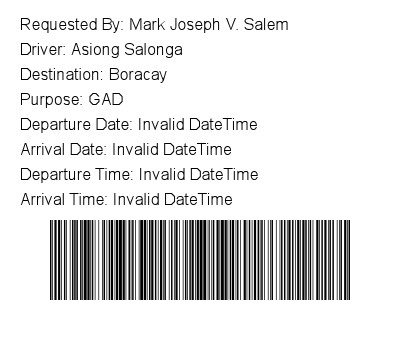 Requested By: Mark Joseph V. Salem
Driver: Asiong Salonga
Destination: Boracay
Purpose: GAD
Departure Date: Invalid DateTime
Arrival Date: Invalid DateTime
Departure Time: Invalid DateTime
Arrival Time: Invalid DateTime